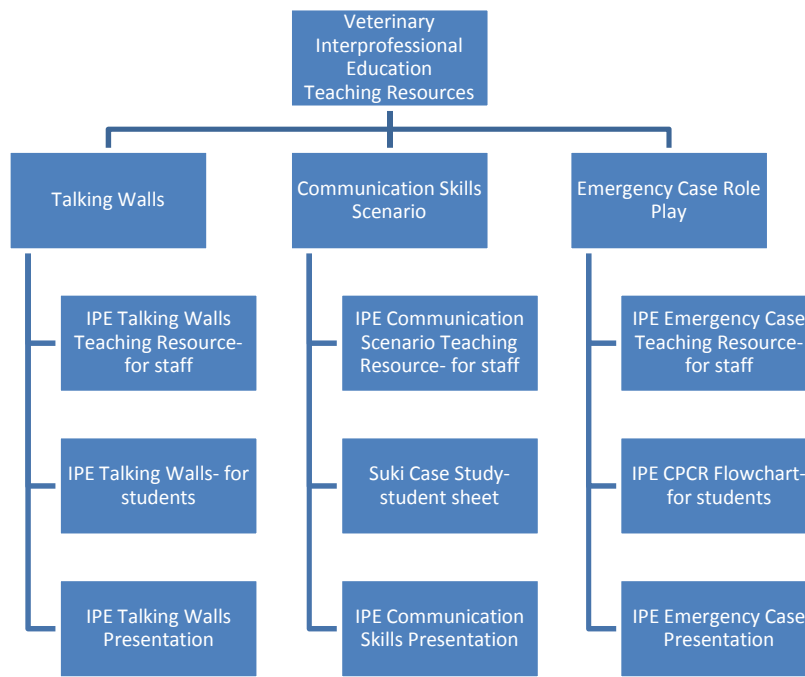 Veterinary
Interprofessional
Education
Teaching Resources
Talking Walls
Communication Skills
Scenario
Emergency Case Role
Play
IPE Talking Walls
Teaching Resource-
for staff
IPE Communication
Scenario Teaching
Resource- for staff
IPE Emergency Case
Teaching Resource-
for staff
IPE Talking Walls- for
students
Suki Case Study-
student sheet
IPE CPCR Flowchart-
for students
IPE Talking Walls
Presentation
IPE Communication
Skills Presentation
IPE Emergency Case
Presentation